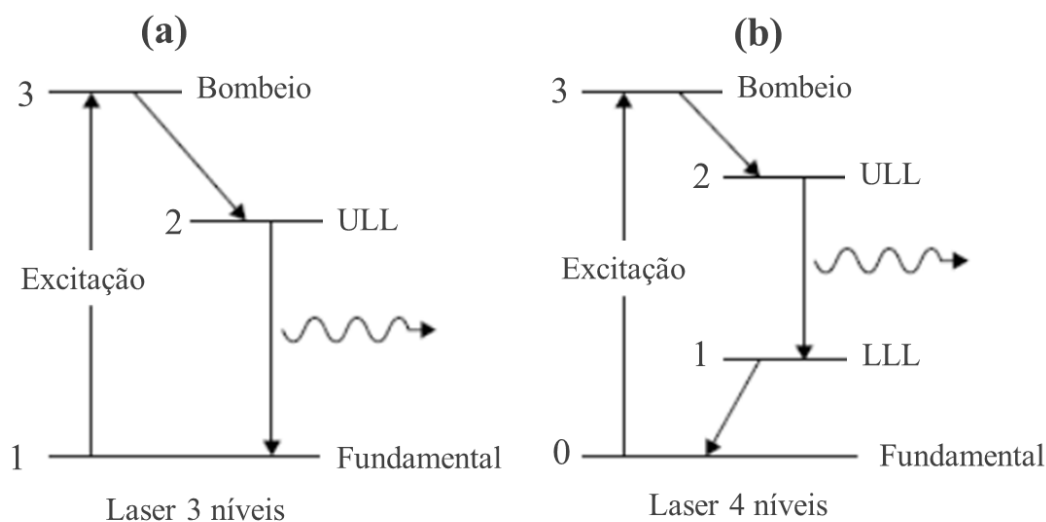 (a)
3 Bombeio
2 ULL
Excitação
1 Fundamental
Laser 3 níveis
(b)
3 Bombeio
2 ULL
Excitação
1 LLL
0 Fundamental
Laser 4 níveis